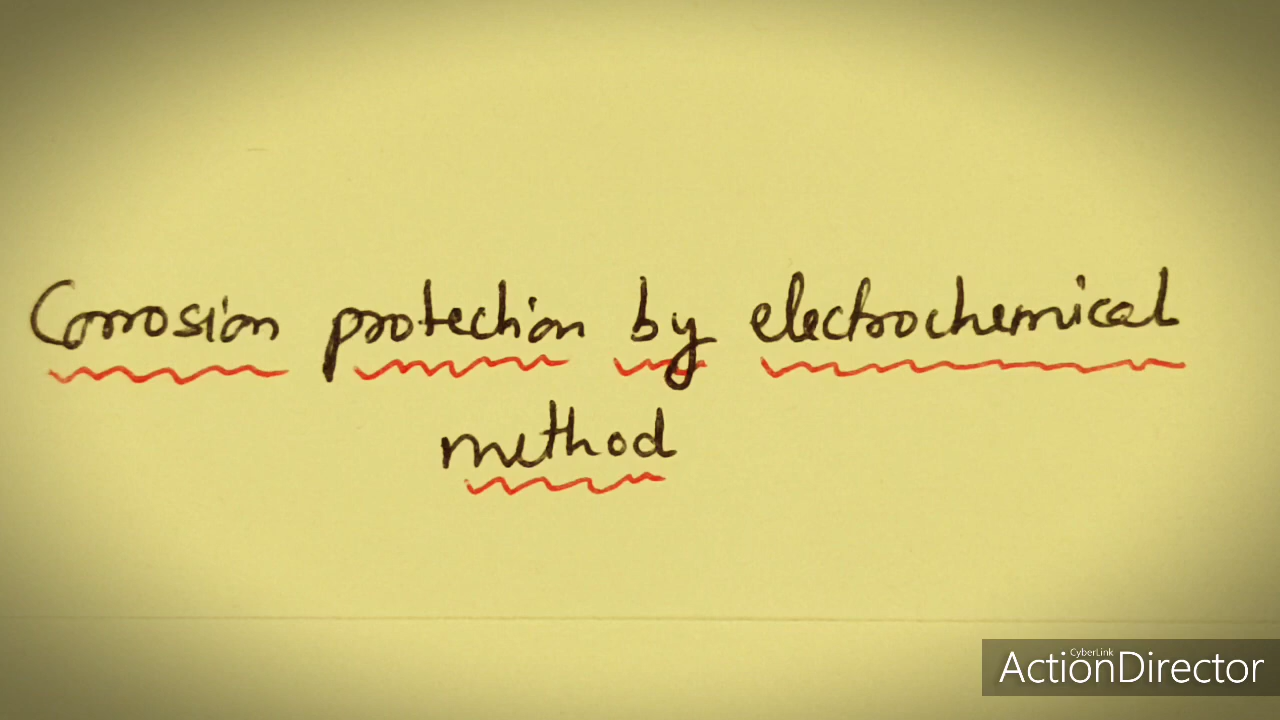 Corrosion protection by electrochemical
method
CyberLink
ActionDirector